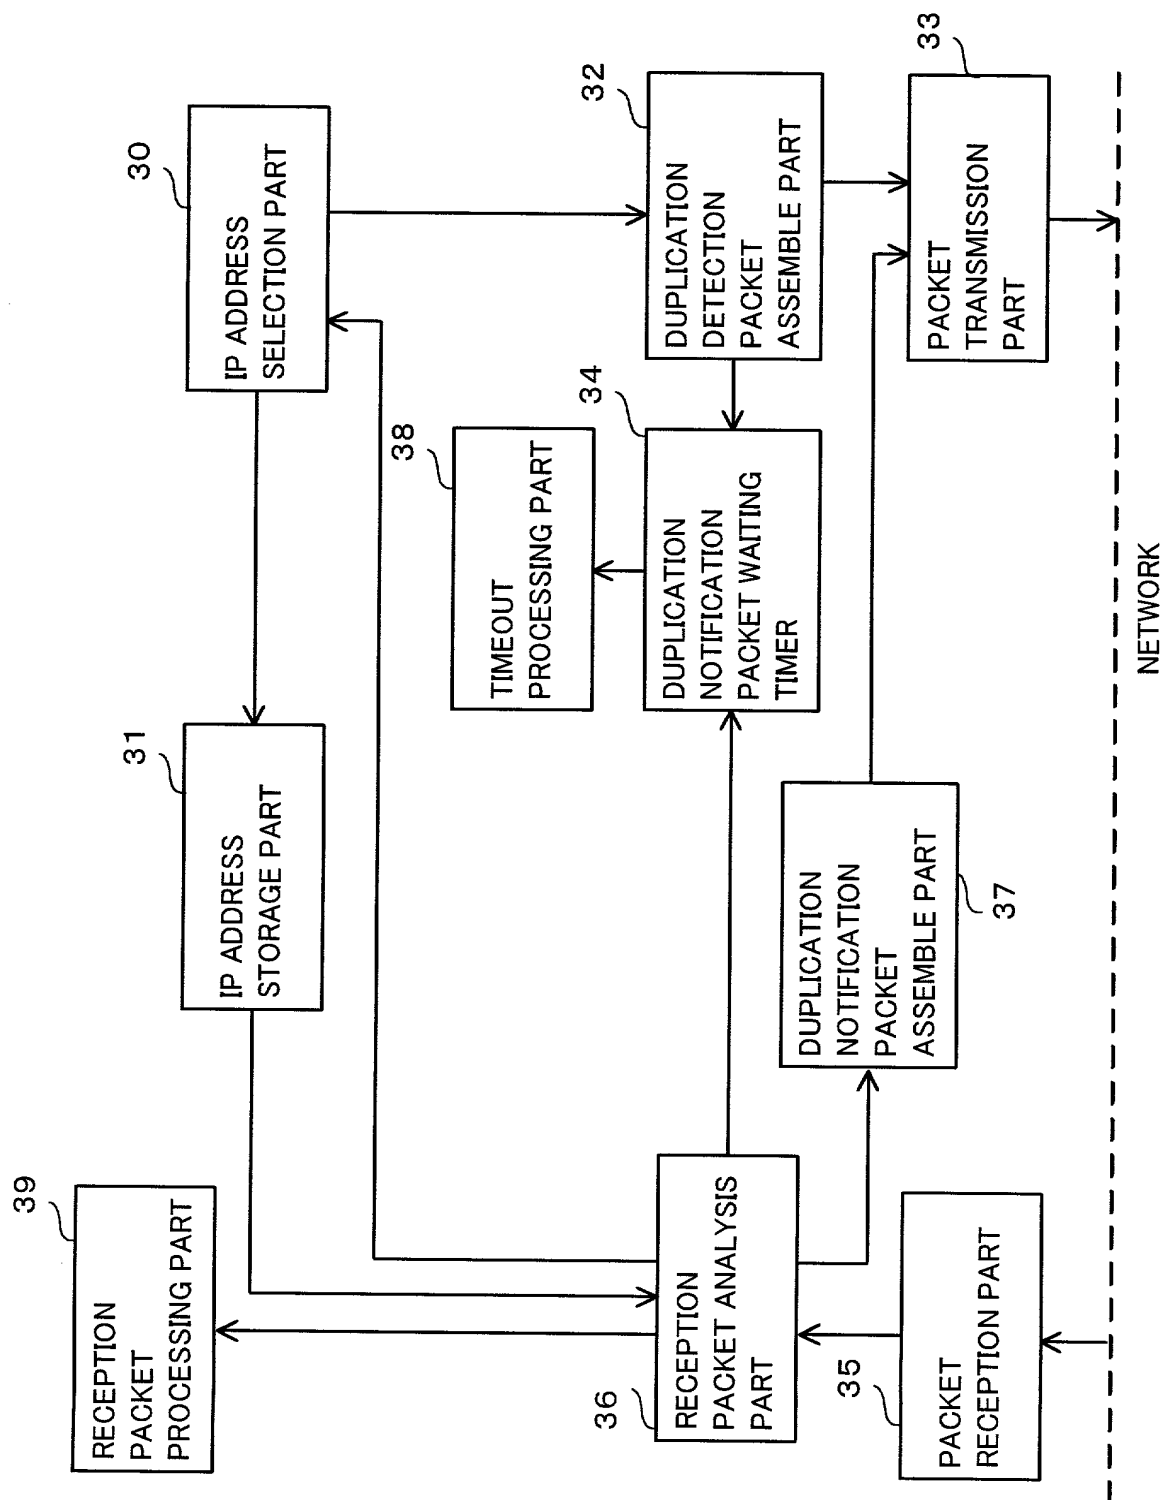 39
RECEPTION
PACKET
PROCESSING PART
31
IP ADDRESS
STORAGE PART
30
IP ADDRESS
SELECTION PART
38
TIMEOUT
PROCESSING PART
36
RECEPTION
PACKET ANALYSIS
PART
34
DUPLICATION
NOTIFICATION
PACKET WAITING
TIMER
32
DUPLICATION
DETECTION
PACKET
ASSEMBLE PART
37
DUPLICATION
NOTIFICATION
PACKET
ASSEMBLE PART
35
PACKET
RECEPTION PART
33
PACKET
TRANSMISSION
PART
NETWORK